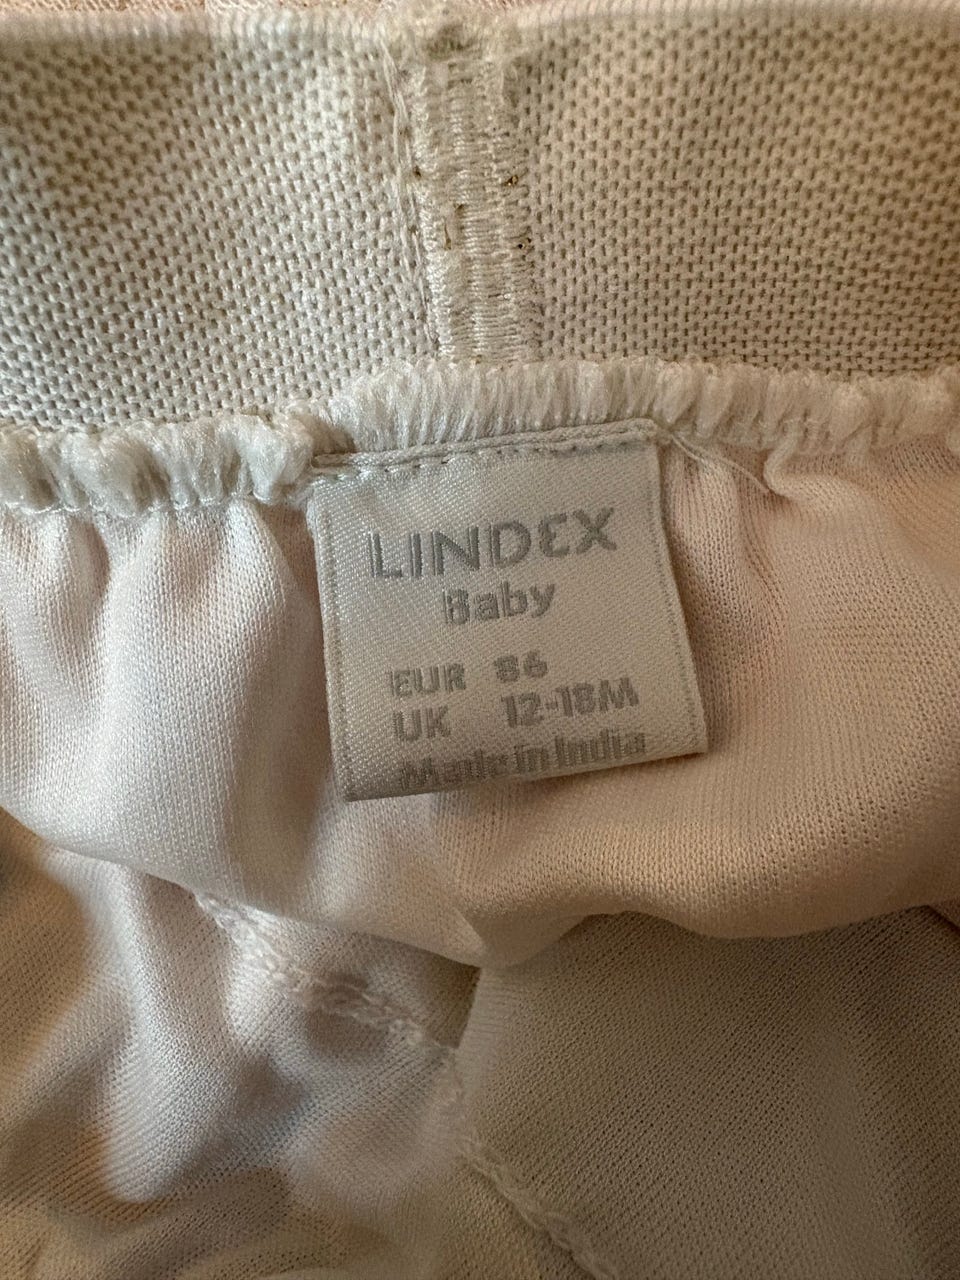 LINDEX
Baby
EUR 86
UK 12-18M
Made in India